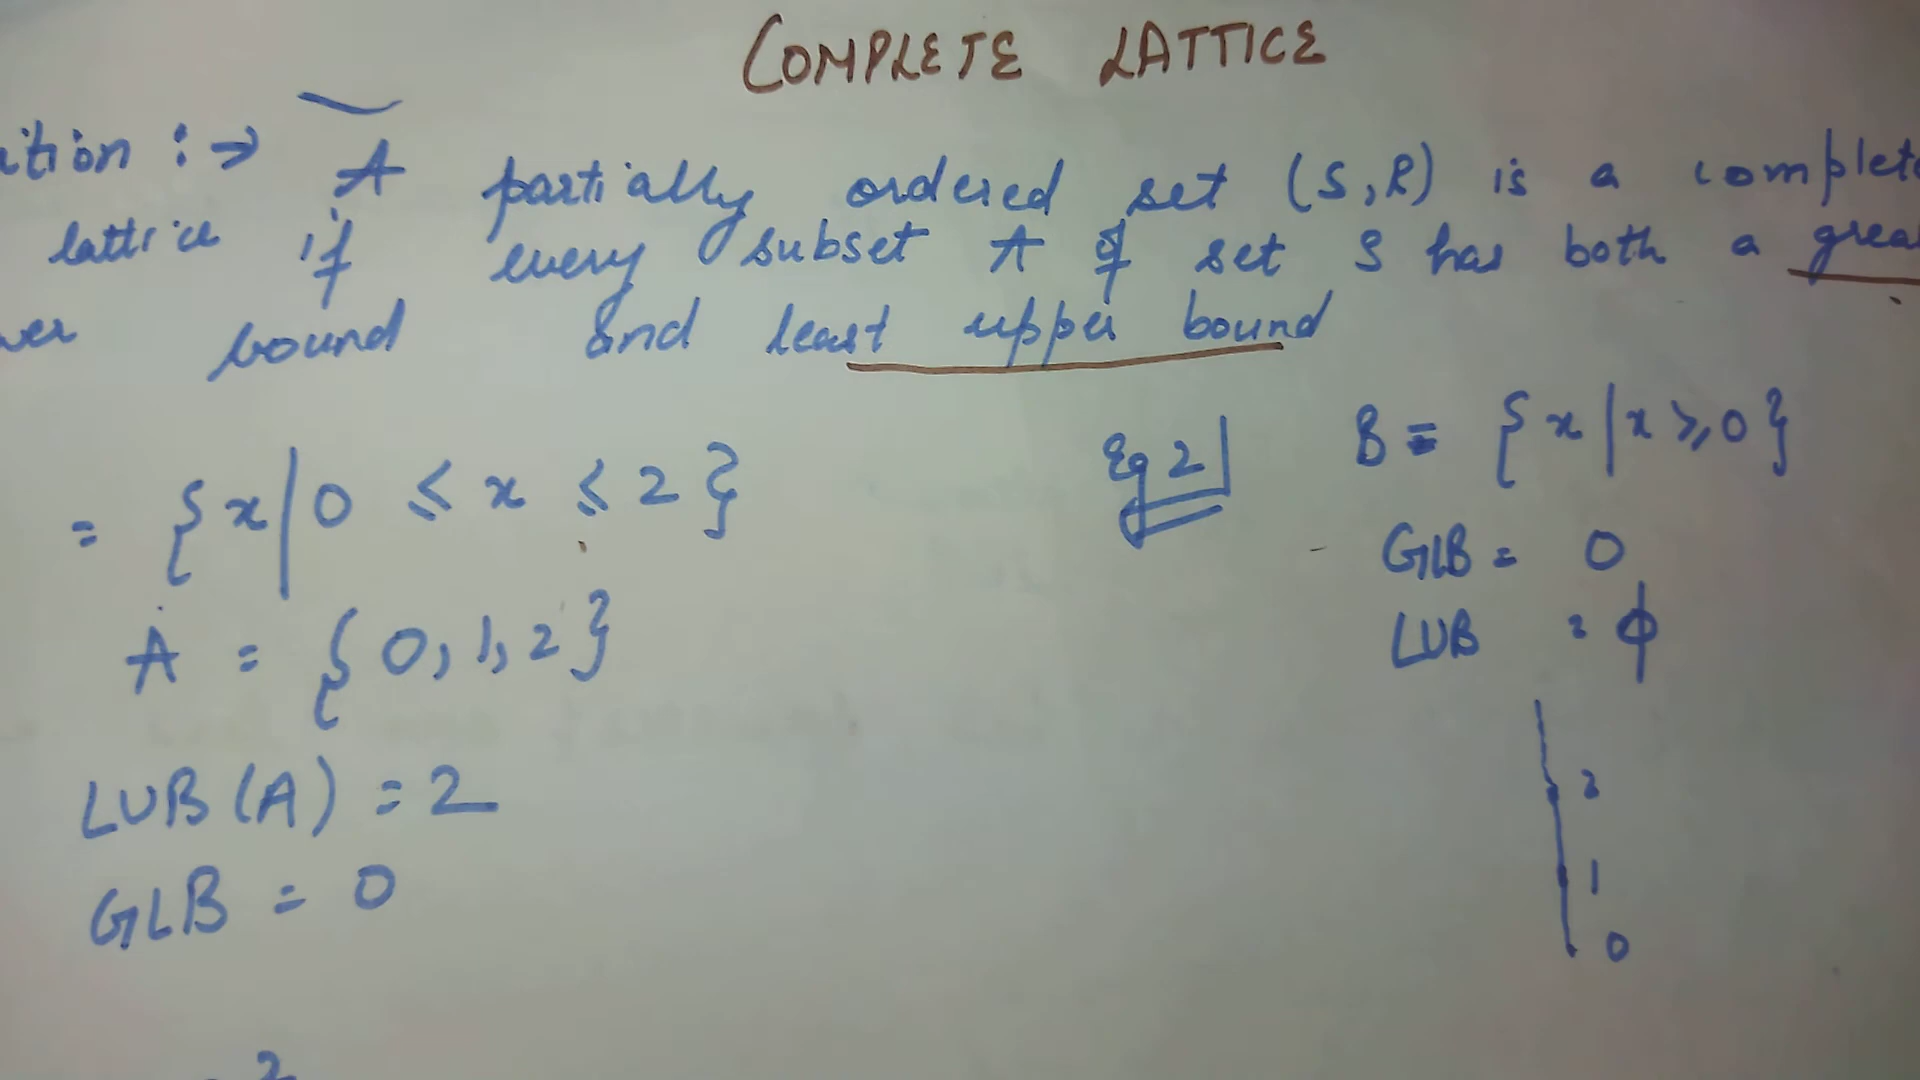 COMPLETE LATTICE
ition :→ A partially ordered set (S,R) is a complete
lattice if every subset A of set S has both a grea
wer bound and least upper bound
= {x|0 ≤ x ≤ 2}
A = {0,1,2}
LUB(A) = 2
GLB = 0
2
Eg 2
B = {x|x≥0}
GLB = 0
LUB = ϕ
2
1
0